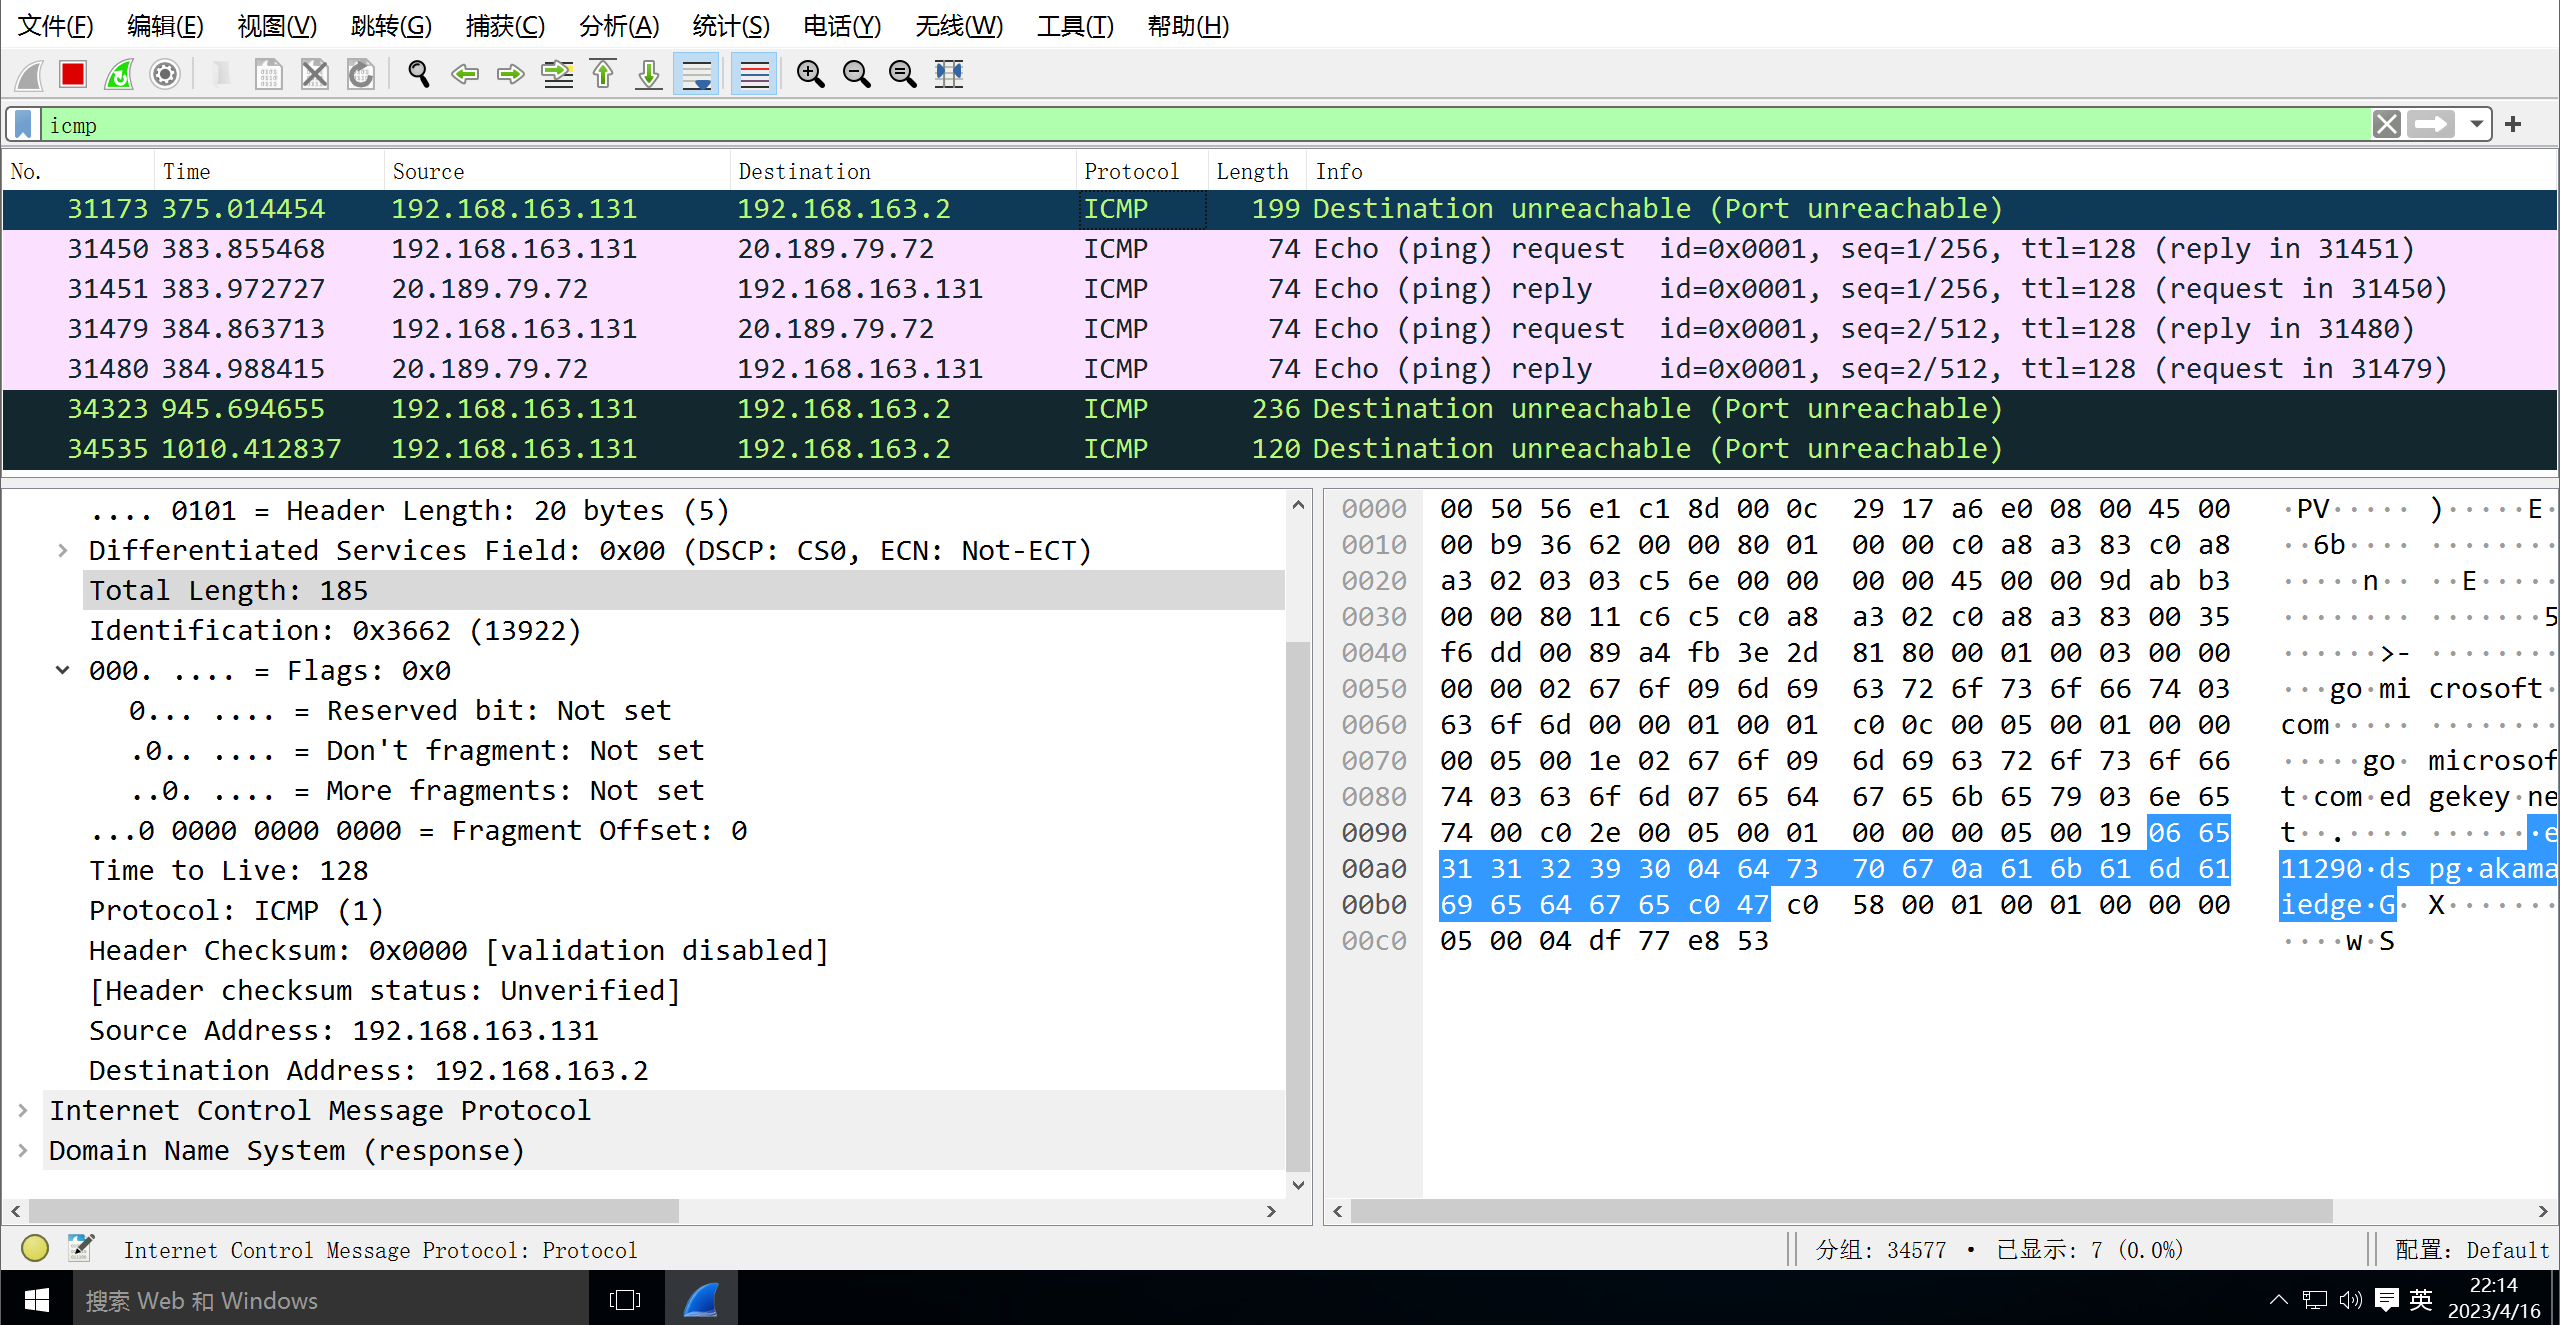 文件(F) 编辑(E) 视图(V) 跳转(G) 捕获(C) 分析(A) 统计(S) 电话(Y) 无线(W) 工具(T) 帮助(H)
icmp
No. Time Source Destination Protocol Length Info
31173 375.014454 192.168.163.131 192.168.163.2 ICMP 199 Destination unreachable (Port unreachable)
31450 383.855468 192.168.163.131 20.189.79.72 ICMP 74 Echo (ping) request id=0x0001, seq=1/256, ttl=128 (reply in 31451)
31451 383.972727 20.189.79.72 192.168.163.131 ICMP 74 Echo (ping) reply id=0x0001, seq=1/256, ttl=128 (request in 31450)
31479 384.863713 192.168.163.131 20.189.79.72 ICMP 74 Echo (ping) request id=0x0001, seq=2/512, ttl=128 (reply in 31480)
31480 384.988415 20.189.79.72 192.168.163.131 ICMP 74 Echo (ping) reply id=0x0001, seq=2/512, ttl=128 (request in 31479)
34323 945.694655 192.168.163.131 192.168.163.2 ICMP 236 Destination unreachable (Port unreachable)
34535 1010.412837 192.168.163.131 192.168.163.2 ICMP 120 Destination unreachable (Port unreachable)
.... 0101 = Header Length: 20 bytes (5)
Differentiated Services Field: 0x00 (DSCP: CS0, ECN: Not-ECT)
Total Length: 185
Identification: 0x3662 (13922)
000. .... = Flags: 0x0
0... .... = Reserved bit: Not set
.0.. .... = Don't fragment: Not set
..0. .... = More fragments: Not set
...0 0000 0000 0000 = Fragment Offset: 0
Time to Live: 128
Protocol: ICMP (1)
Header Checksum: 0x0000 [validation disabled]
[Header checksum status: Unverified]
Source Address: 192.168.163.131
Destination Address: 192.168.163.2
Internet Control Message Protocol
Domain Name System (response)
0000 00 50 56 e1 c1 8d 00 0c 29 17 a6 e0 08 00 45 00 ·PV····· )·····E·
0010 00 b9 36 62 00 00 80 01 00 00 c0 a8 a3 83 c0 a8 ··6b···· ········
0020 a3 02 03 03 c5 6e 00 00 00 00 45 00 00 9d ab b3 ·····n·· ··E·····
0030 00 00 80 11 c6 c5 c0 a8 a3 02 c0 a8 a3 83 00 35 ········ ·······5
0040 f6 dd 00 89 a4 fb 3e 2d 81 80 00 01 00 03 00 00 ······>- ········
0050 00 00 02 67 6f 09 6d 69 63 72 6f 73 6f 66 74 03 ···go·mi crosoft·
0060 63 6f 6d 00 00 01 00 01 c0 0c 00 05 00 01 00 00 com····· ········
0070 00 05 00 1e 02 67 6f 09 6d 69 63 72 6f 73 6f 66 ·····go· microsof
0080 74 03 63 6f 6d 07 65 64 67 65 6b 65 79 03 6e 65 t·com·ed gekey·ne
0090 74 00 c0 2e 00 05 00 01 00 00 00 05 00 19 06 65 t··.···· ·······e
00a0 31 31 32 39 30 04 64 73 70 67 0a 61 6b 61 6d 61 11290·ds pg·akama
00b0 69 65 64 67 65 c0 47 c0 58 00 01 00 01 00 00 00 iedge·G· X·······
00c0 05 00 04 df 77 e8 53 ····w·S
Internet Control Message Protocol: Protocol
分组: 34577 · 已显示: 7 (0.0%)
配置: Default
搜索 Web 和 Windows
英
22:14
2023/4/16